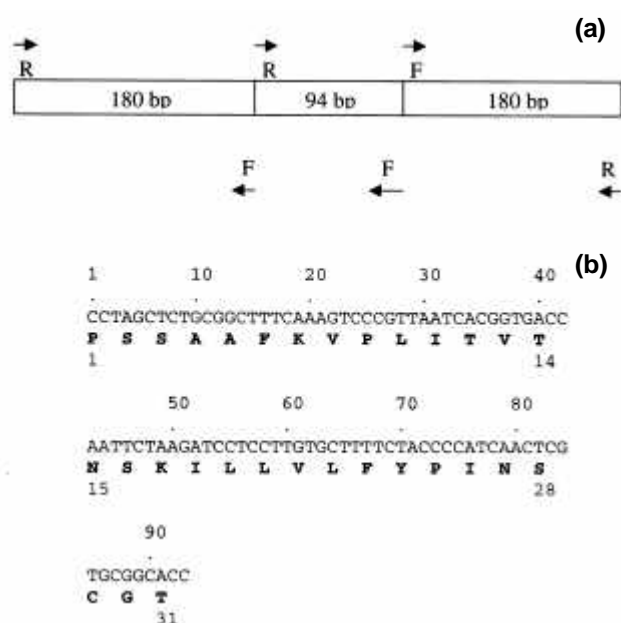 (a)
R R F
180 bp 94 bp 180 bp
F F R
(b)
1 10 20 30 40
CCTAGCTCTGCGGCTTTCAAAGTCCCGTTAATCACGGTGACC
P S S A A F K V P L I T V T
1 14
50 60 70 80
AATTCTAAGATCCTCCTTGTGCTTTTCTACCCCATCAACTCG
N S K I L L V L F Y P I N S
15 28
90
TGCGGCACC
C G T
31